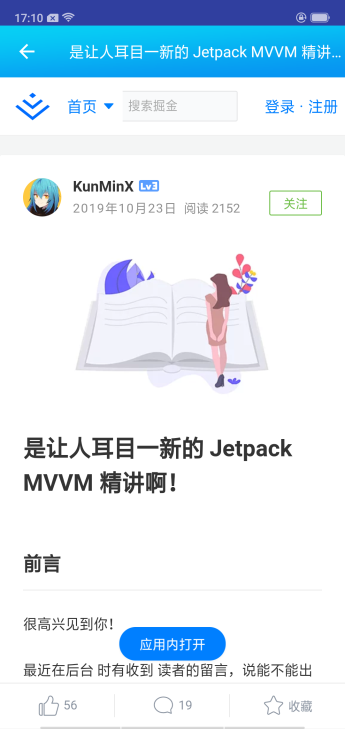 17:10
是让人耳目一新的 Jetpack MVVM 精讲...
首页
搜索掘金
登录 · 注册
KunMinX Lv3
2019年10月23日 阅读 2152
关注
是让人耳目一新的 Jetpack
MVVM 精讲啊！
前言
很高兴见到你！
应用内打开
最近在后台 时有收到 读者的留言，说能不能出
56
19
收藏